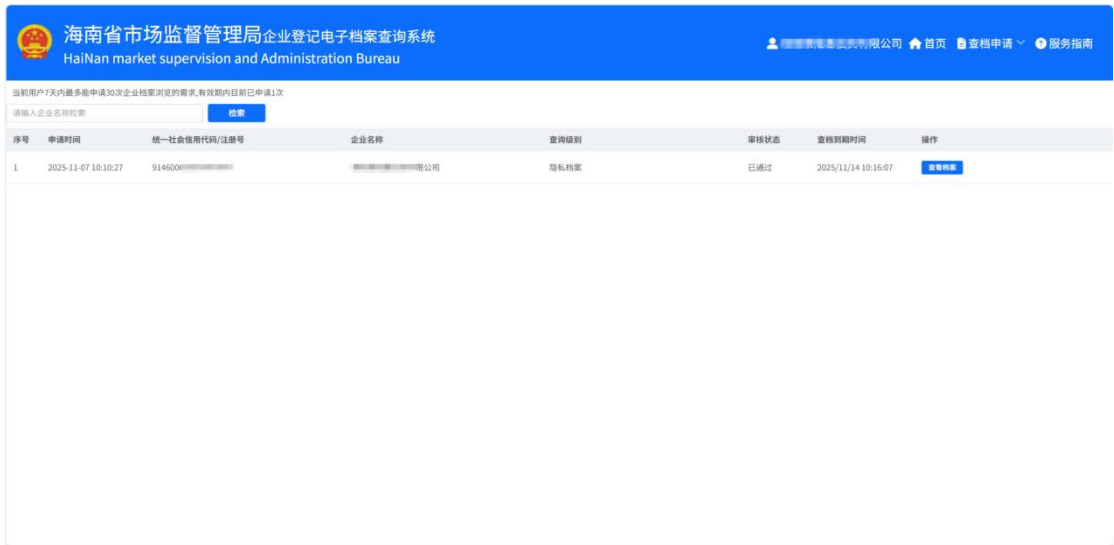 海南省市场监督管理局企业登记电子档案查询系统
HaiNan market supervision and Administration Bureau
限公司 首页 查档申请 服务指南
当前用户7天内最多能申请30次企业档案浏览的需求,有效期内目前已申请1次
请输入企业名称检索 检索
序号 申请时间 统一社会信用代码/注册号 企业名称 查询级别 审核状态 查档到期时间 操作
1 2025-11-07 10:10:27 914600 限公司 隐私档案 已通过 2025/11/14 10:16:07 查看档案